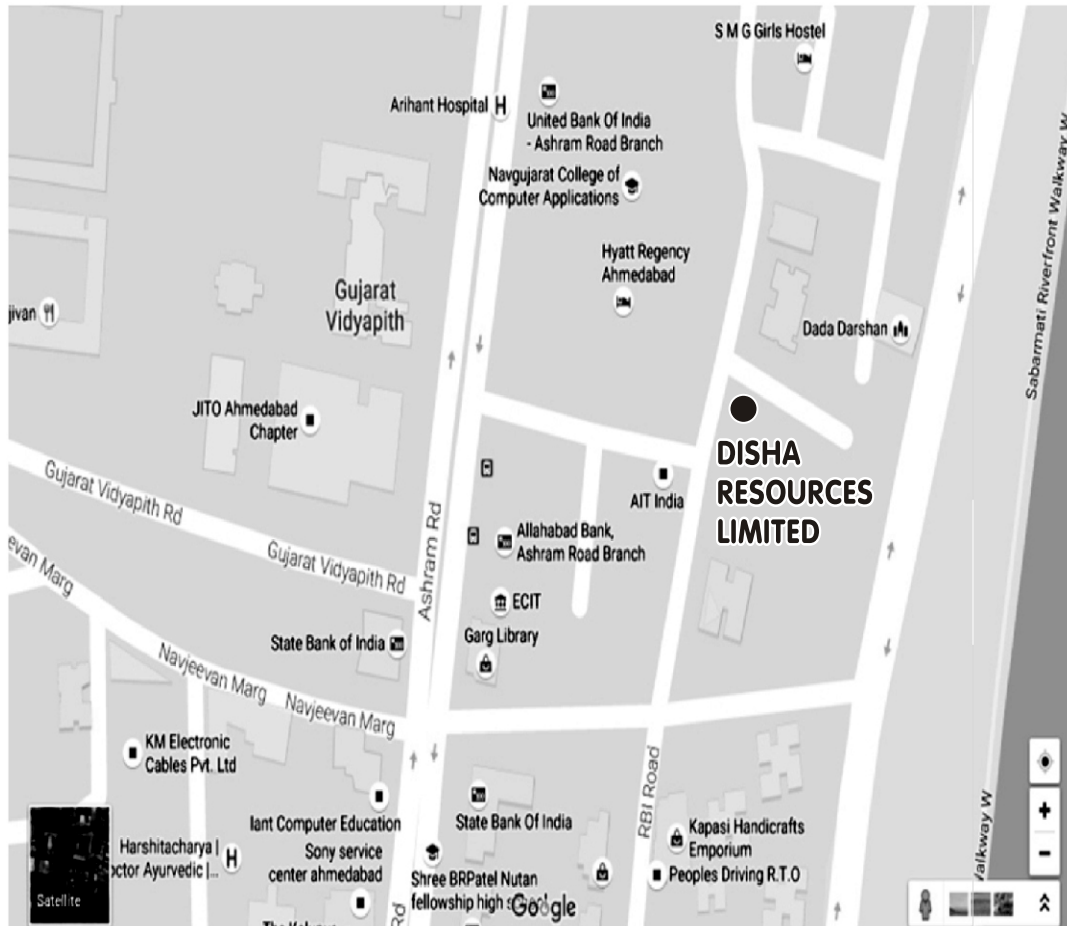 S M G Girls Hostel
Arihant Hospital
United Bank Of India
- Ashram Road Branch
Navgujarat College of
Computer Applications
Hyatt Regency
Ahmedabad
Gujarat
Vidyapith
jivan
Dada Darshan
Sabarmati Riverfront Walkway W
JITO Ahmedabad
Chapter
DISHA
RESOURCES
LIMITED
AIT India
Gujarat Vidyapith Rd
Gujarat Vidyapith Rd
Ashram Rd
Allahabad Bank,
Ashram Road Branch
evan Marg
ECIT
Garg Library
State Bank of India
Navjeevan Marg
Navjeevan Marg
KM Electronic
Cables Pvt. Ltd
RBI Road
iant Computer Education
State Bank Of India
Kapasi Handicrafts
Emporium
Harshitacharya |
octor Ayurvedic |...
Sony service
center ahmedabad
Shree BRPatel Nutan
fellowship high
Peoples Driving R.T.O
Walkway W
Satellite
Google
Rd